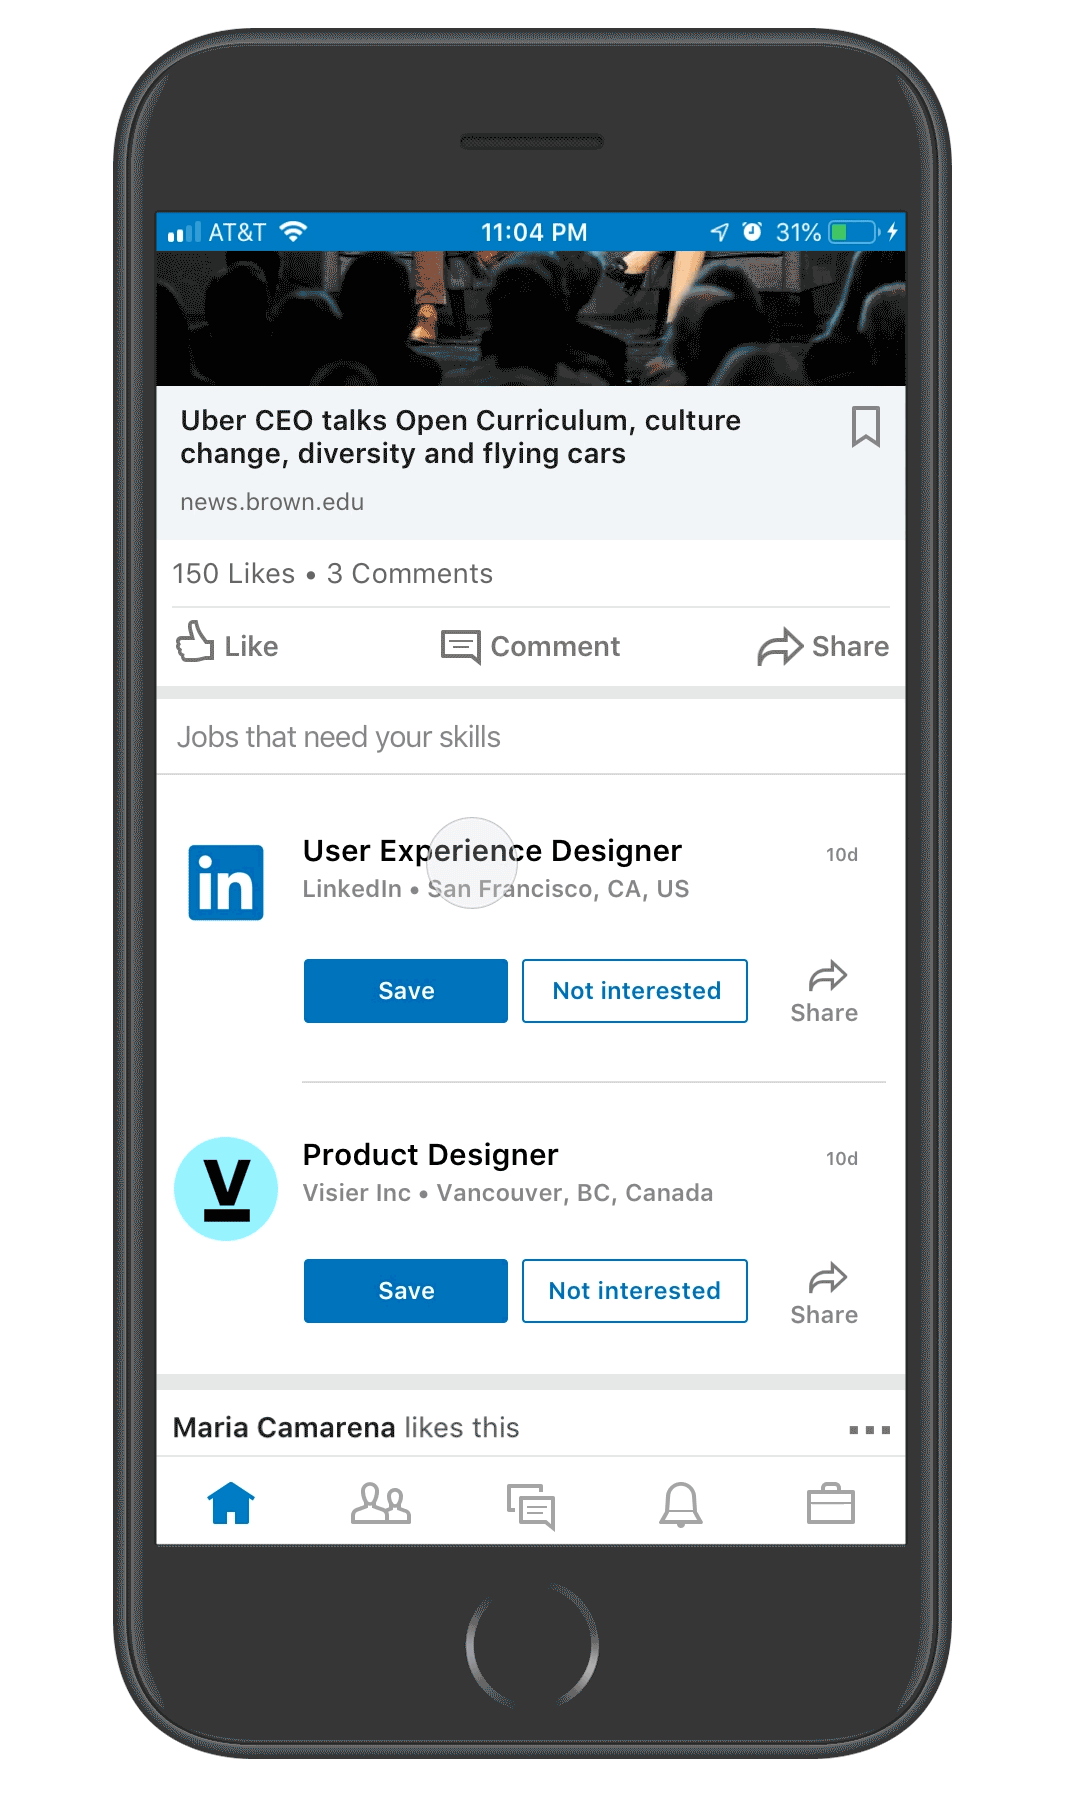 AT&T 11:04 PM 31%
Uber CEO talks Open Curriculum, culture
change, diversity and flying cars
news.brown.edu
150 Likes • 3 Comments
Like Comment Share
Jobs that need your skills
User Experience Designer 10d
in LinkedIn • San Francisco, CA, US
Save Not interested Share
Product Designer 10d
V Visier Inc • Vancouver, BC, Canada
Save Not interested Share
Maria Camarena likes this